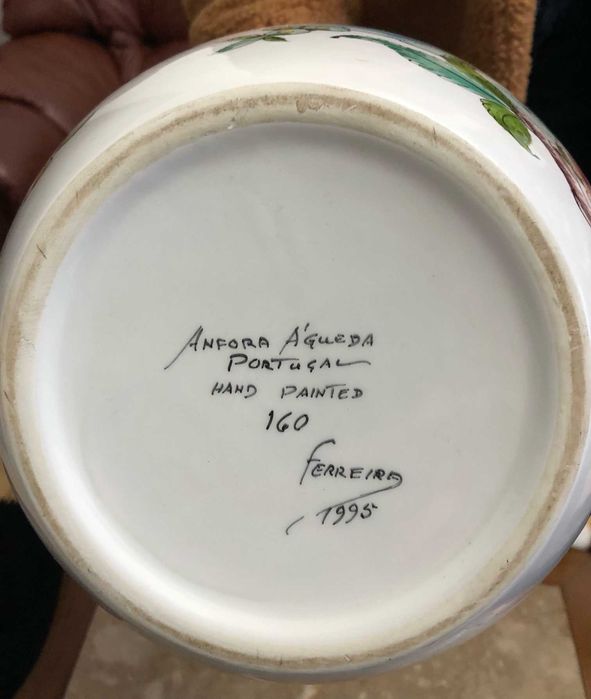 ANFORA ÁGUEDA
PORTUGAL
HAND PAINTED
160
FERREIRA
1995